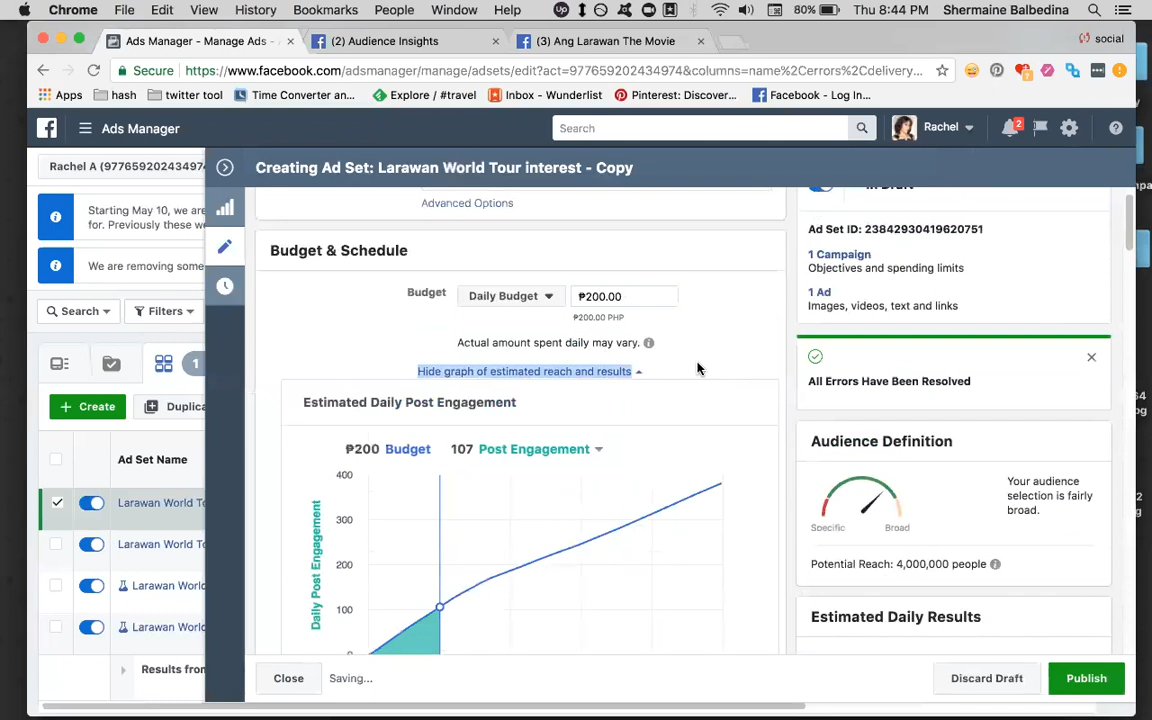 Chrome File Edit View History Bookmarks People Window Help 80% Thu 8:44 PM Shermaine Balbedina
Ads Manager - Manage Ads - (2) Audience Insights (3) Ang Larawan The Movie social
Secure https://www.facebook.com/adsmanager/manage/adsets/edit?act=977659202434974&columns=name%2Cerrors%2Cdelivery...
Apps hash twitter tool Time Converter an... Explore / #travel Inbox - Wunderlist Pinterest: Discover... Facebook - Log In...
Ads Manager Search Rachel 2
Rachel A (97765920243497
Creating Ad Set: Larawan World Tour interest - Copy
Starting May 10, we are
for. Previously these we
We are removing some
Search Filters
1
Create Duplica
Ad Set Name
Larawan World To
Larawan World To
Larawan World
Larawan World
Results from
Advanced Options
Budget & Schedule
Budget Daily Budget ₱200.00
₱200.00 PHP
Actual amount spent daily may vary.
Hide graph of estimated reach and results
Estimated Daily Post Engagement
₱200 Budget 107 Post Engagement
400
300
200
100
0
Daily Post Engagement
In Draft
Ad Set ID: 23842930419620751
1 Campaign
Objectives and spending limits
1 Ad
Images, videos, text and links
All Errors Have Been Resolved
Audience Definition
Your audience
selection is fairly
broad.
Specific Broad
Potential Reach: 4,000,000 people
Estimated Daily Results
Close Saving... Discard Draft Publish